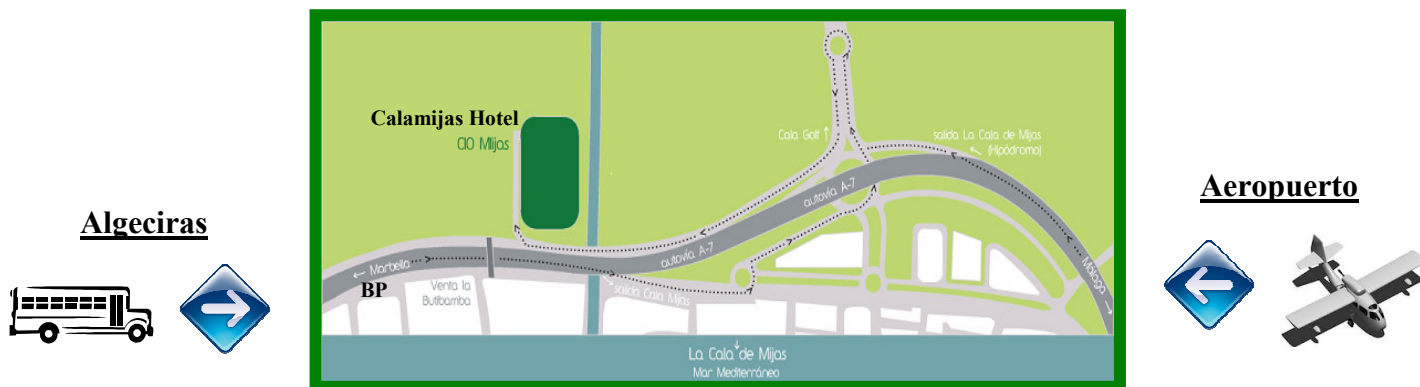 Algeciras
Calamijas Hotel
CIO Mijas
Cala Golf ↑
salida La Cala de Mijas
(Hipódromo)
←
autovía A-7
autovía A-7
← Marbella
BP
Venta la
Butibamba
salida Cala Mijas
Málaga →
La Cala de Mijas
Mar Mediterráneo
Aeropuerto